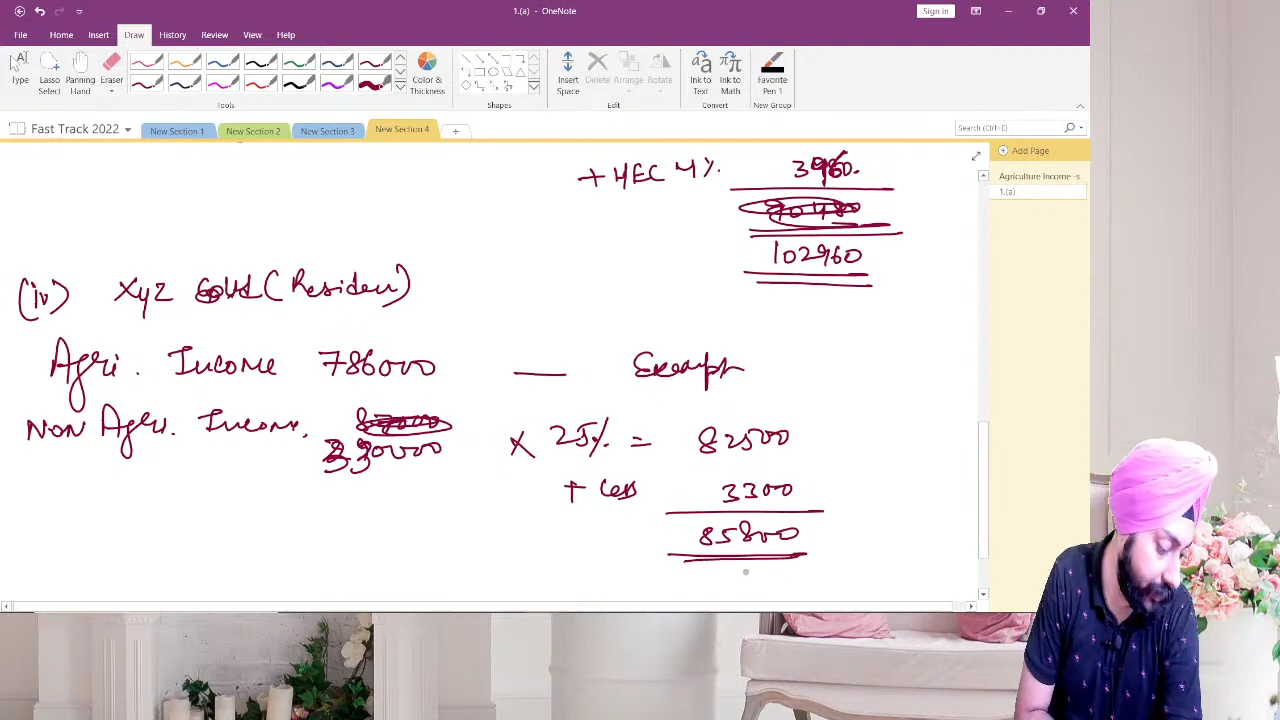 1.(a) - OneNote
Sign in
File Home Insert Draw History Review View Help
Type Lasso Select Panning Hand Eraser Color & Thickness Insert Space Delete Arrange Rotate Ink to Text Ink to Math Favorite Pen 1
Tools Shapes Edit Convert New Group
Fast Track 2022 New Section 1 New Section 2 New Section 3 New Section 4 + Search (Ctrl+E)
Add Page
Agriculture Income -s
1.(a)
+ HEC 4% 3960.
102960
(iv) Xyz (Resident)
Agri. Income 786000 — Exempt
Non Agri. Income.
330000 x 25% = 82500
+ Cess 3300
85800